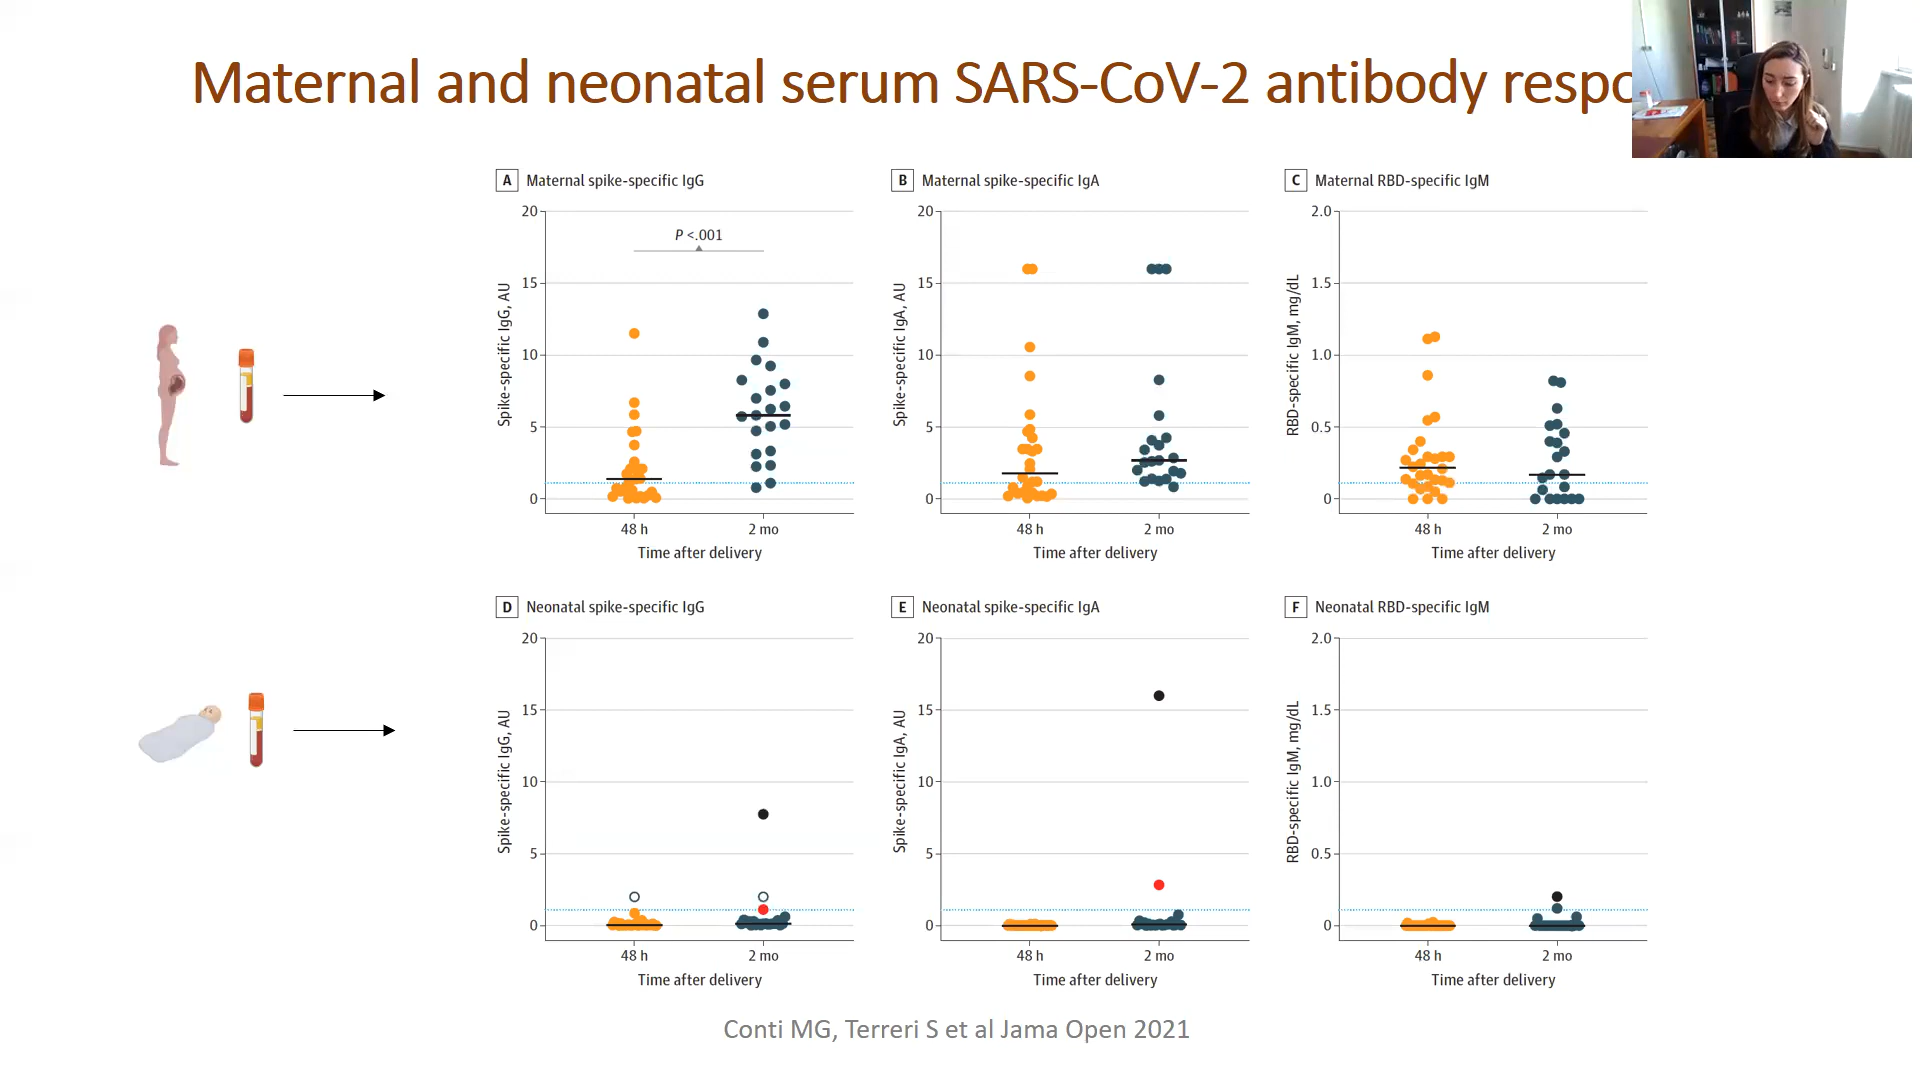 Maternal and neonatal serum SARS-CoV-2 antibody respo
A Maternal spike-specific IgG
20
15
10
5
0
Spike-specific IgG, AU
P <.001
48 h 2 mo
Time after delivery
B Maternal spike-specific IgA
20
15
10
5
0
Spike-specific IgA, AU
48 h 2 mo
Time after delivery
C Maternal RBD-specific IgM
2.0
1.5
1.0
0.5
0
RBD-specific IgM, mg/dL
48 h 2 mo
Time after delivery
D Neonatal spike-specific IgG
20
15
10
5
0
Spike-specific IgG, AU
48 h 2 mo
Time after delivery
E Neonatal spike-specific IgA
20
15
10
5
0
Spike-specific IgA, AU
48 h 2 mo
Time after delivery
F Neonatal RBD-specific IgM
2.0
1.5
1.0
0.5
0
RBD-specific IgM, mg/dL
48 h 2 mo
Time after delivery
Conti MG, Terreri S et al Jama Open 2021